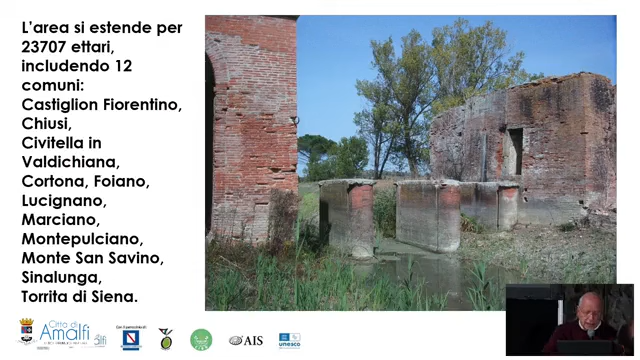 L'area si estende per
23707 ettari,
includendo 12
comuni:
Castiglion Fiorentino,
Chiusi,
Civitella in
Valdichiana,
Cortona, Foiano,
Lucignano,
Marciano,
Montepulciano,
Monte San Savino,
Sinalunga,
Torrita di Siena.
Città di
Amalfi
AIS
unesco